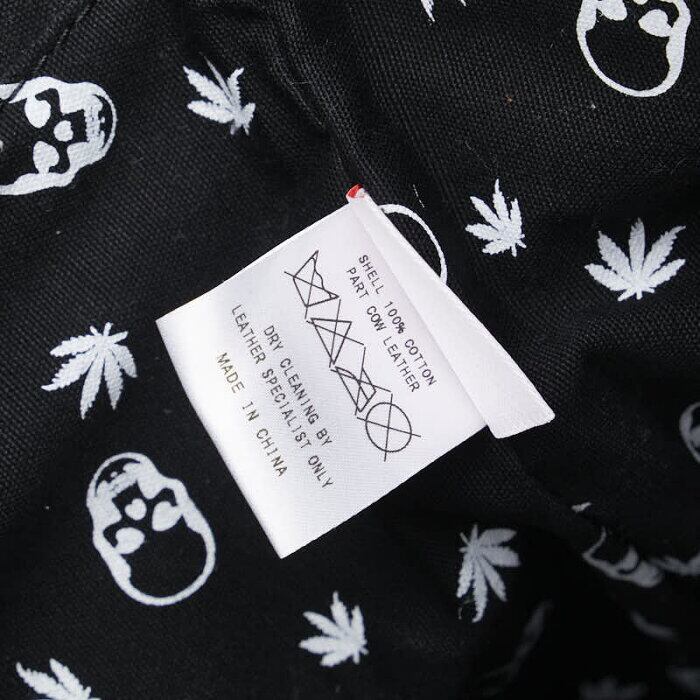 SHELL 100% COTTON
PART COW LEATHER
DRY CLEANING BY
LEATHER SPECIALIST ONLY
MADE IN CHINA